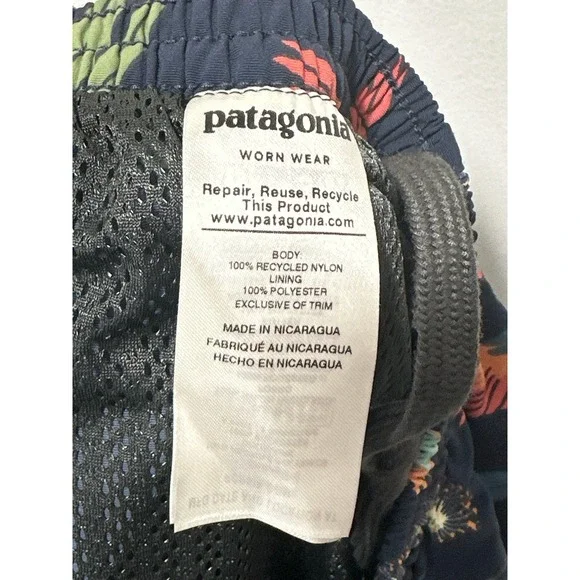 patagonia
WORN WEAR
Repair, Reuse, Recycle
This Product
www.patagonia.com
BODY:
100% RECYCLED NYLON
LINING
100% POLYESTER
EXCLUSIVE OF TRIM
MADE IN NICARAGUA
FABRIQUÉ AU NICARAGUA
HECHO EN NICARAGUA